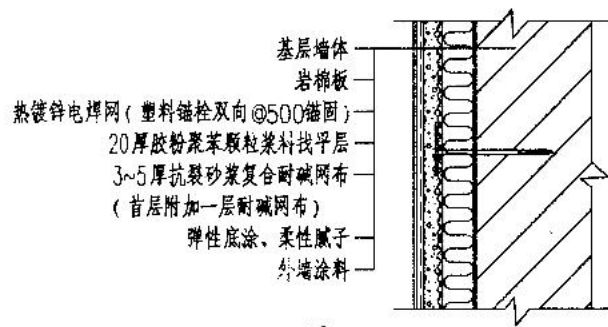 基层墙体
岩棉板
热镀锌电焊网(塑料锚栓双向@500锚固)
20厚胶粉聚苯颗粒浆料找平层
3~5厚抗裂砂浆复合耐碱网布
(首层附加一层耐碱网布)
弹性底涂、柔性腻子
外墙涂料